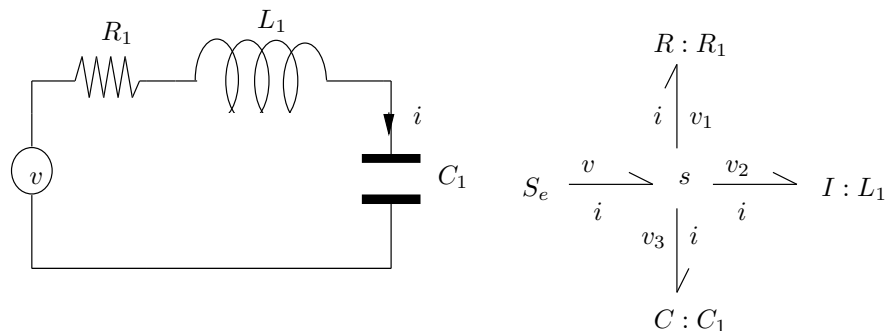 R₁
L₁
v
i
C₁
R : R₁
i v₁
Sₑ v i s v₂ i I : L₁
v₃ i
C : C₁